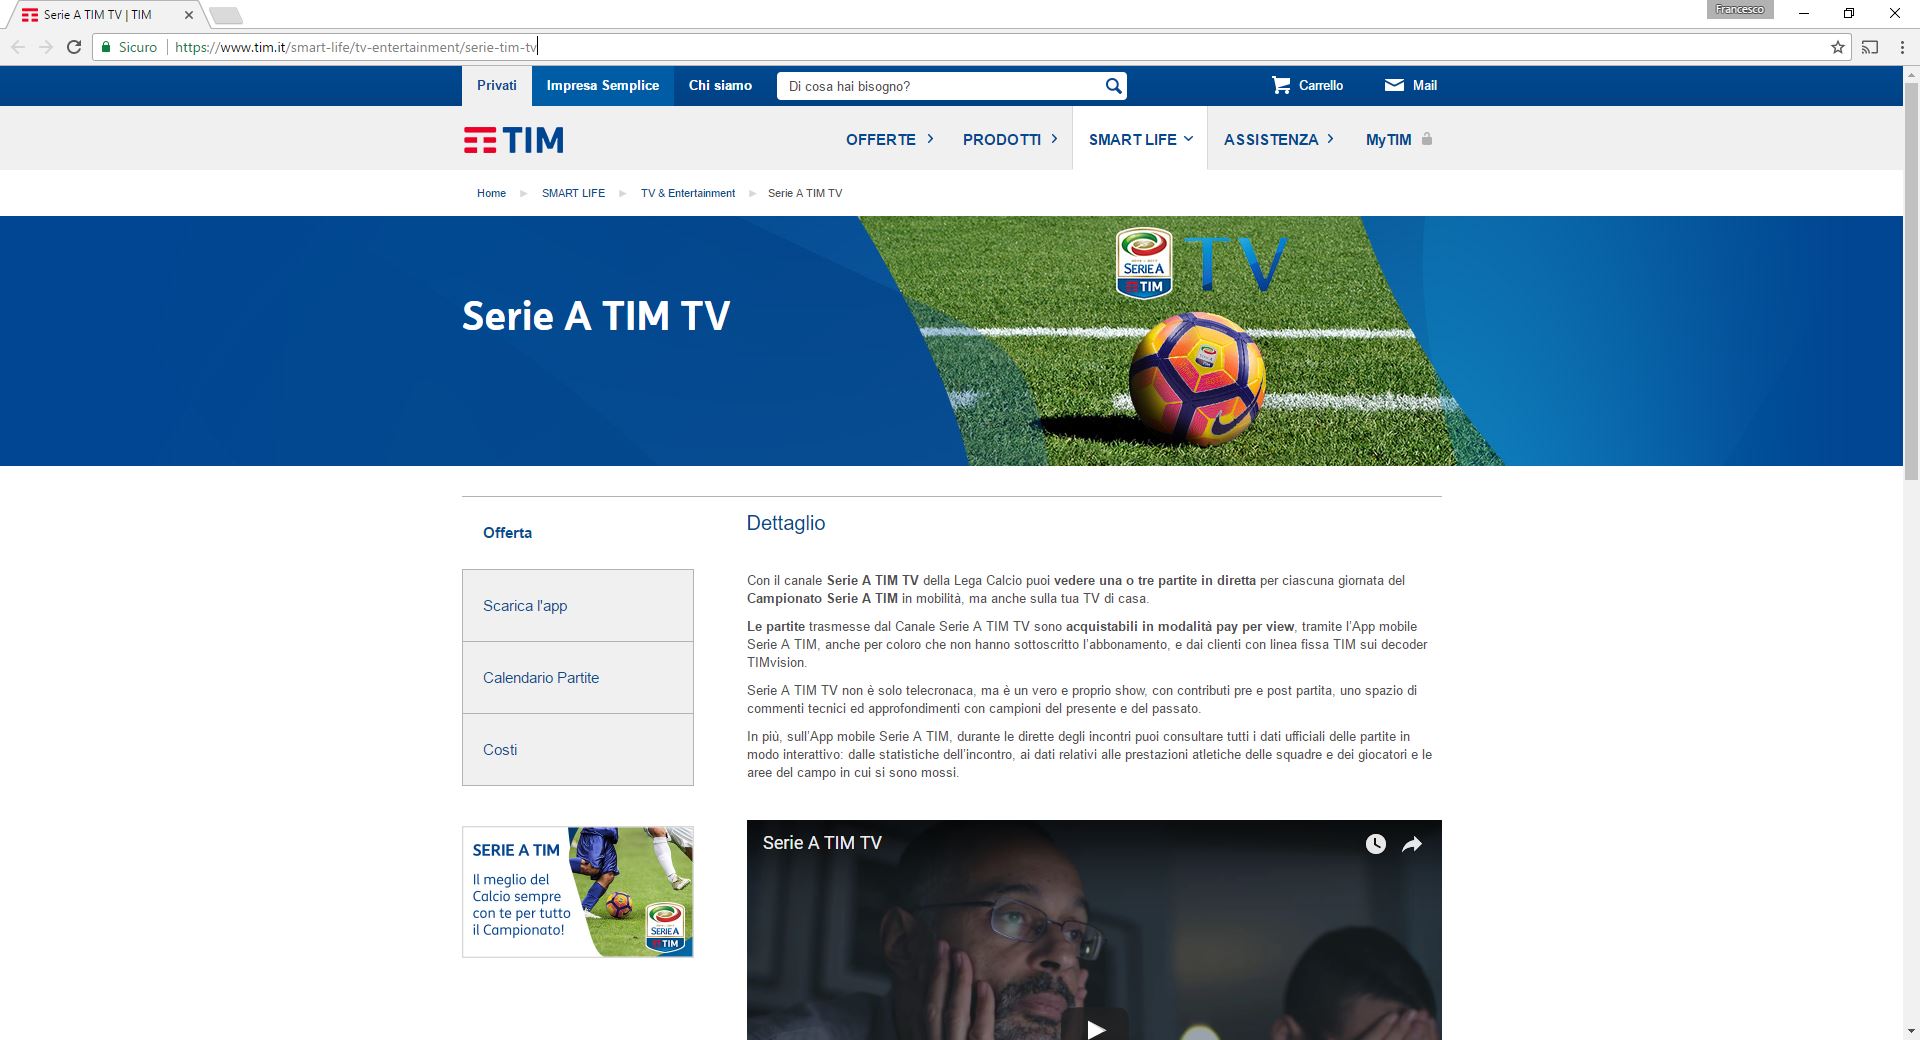 Serie A TIM TV | TIM
Francesco
Sicuro
https://www.tim.it/smart-life/tv-entertainment/serie-tim-tv
Privati
Impresa Semplice
Chi siamo
Di cosa hai bisogno?
Carrello
Mail
TIM
OFFERTE
PRODOTTI
SMART LIFE
ASSISTENZA
MyTIM
Home
SMART LIFE
TV & Entertainment
Serie A TIM TV
Serie A TIM TV
SERIE A
TIM
TV
Offerta
Scarica l'app
Calendario Partite
Costi
SERIE A TIM
Il meglio del
Calcio sempre
con te per tutto
il Campionato!
SERIE A
TIM
Dettaglio
Con il canale Serie A TIM TV della Lega Calcio puoi vedere una o tre partite in diretta per ciascuna giornata del
Campionato Serie A TIM in mobilità, ma anche sulla tua TV di casa.
Le partite trasmesse dal Canale Serie A TIM TV sono acquistabili in modalità pay per view, tramite l'App mobile
Serie A TIM, anche per coloro che non hanno sottoscritto l'abbonamento, e dai clienti con linea fissa TIM sui decoder
TIMvision.
Serie A TIM TV non è solo telecronaca, ma è un vero e proprio show, con contributi pre e post partita, uno spazio di
commenti tecnici ed approfondimenti con campioni del presente e del passato.
In più, sull'App mobile Serie A TIM, durante le dirette degli incontri puoi consultare tutti i dati ufficiali delle partite in
modo interattivo: dalle statistiche dell'incontro, ai dati relativi alle prestazioni atletiche delle squadre e dei giocatori e le
aree del campo in cui si sono mossi.
Serie A TIM TV